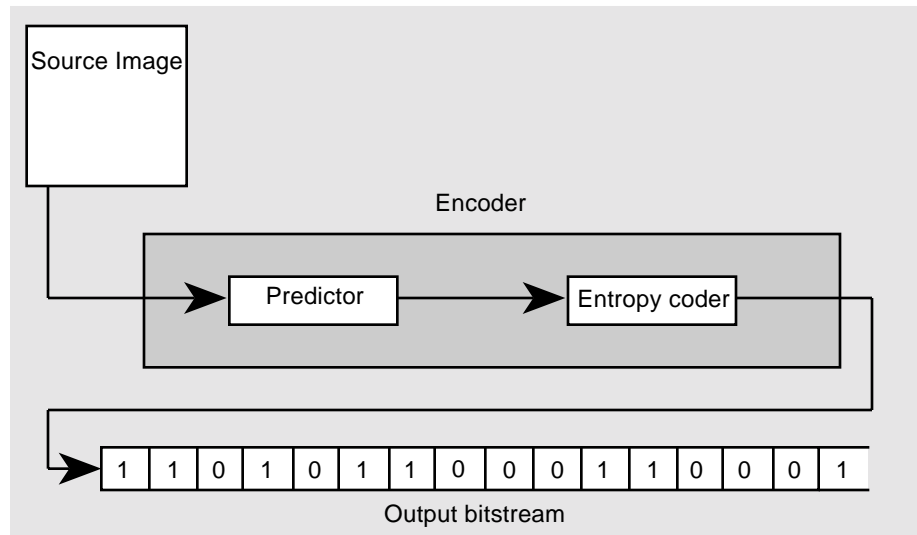 Source Image
Encoder
Predictor
Entropy coder
1 1 0 1 0 1 1 0 0 0 1 1 0 0 0 1
Output bitstream